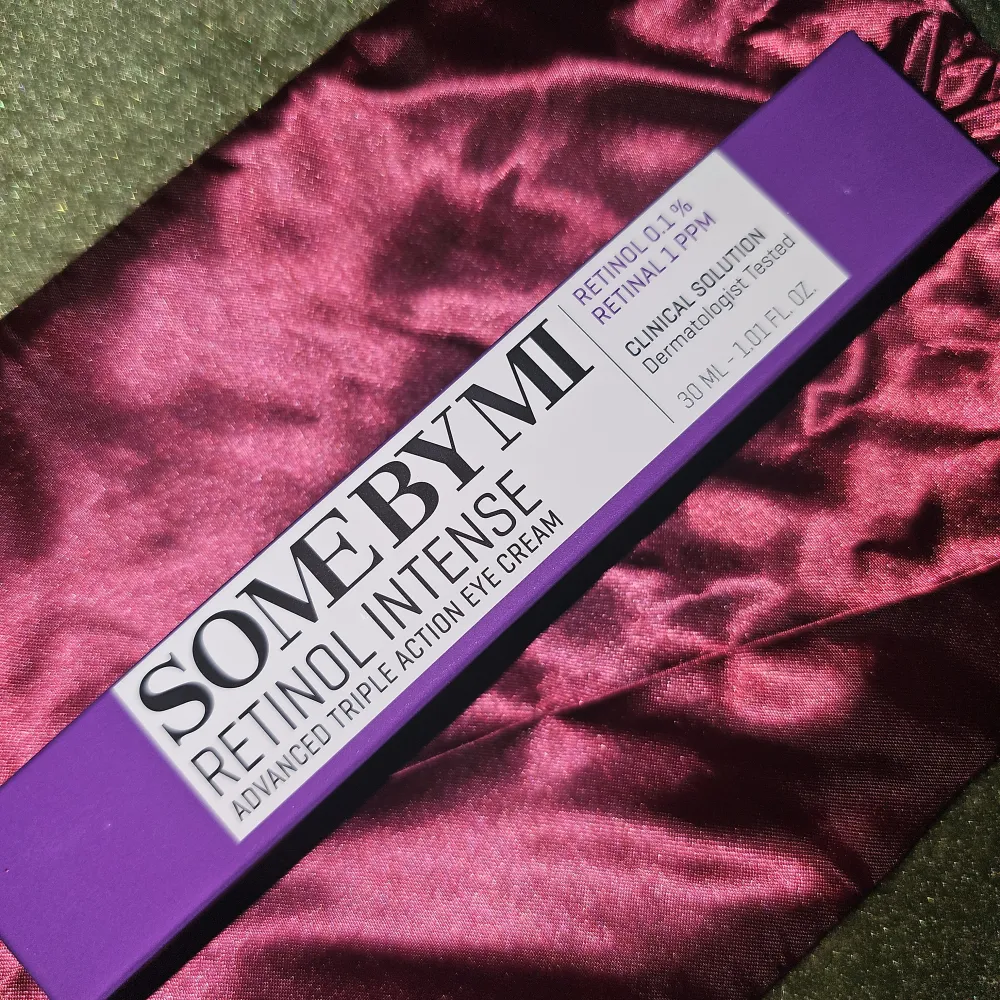 SOME BY MI
RETINOL INTENSE
ADVANCED TRIPLE ACTION EYE CREAM
RETINOL 0.1 %
RETINAL 1 PPM
CLINICAL SOLUTION
Dermatologist Tested
30 ML - 1.01 FL. OZ.